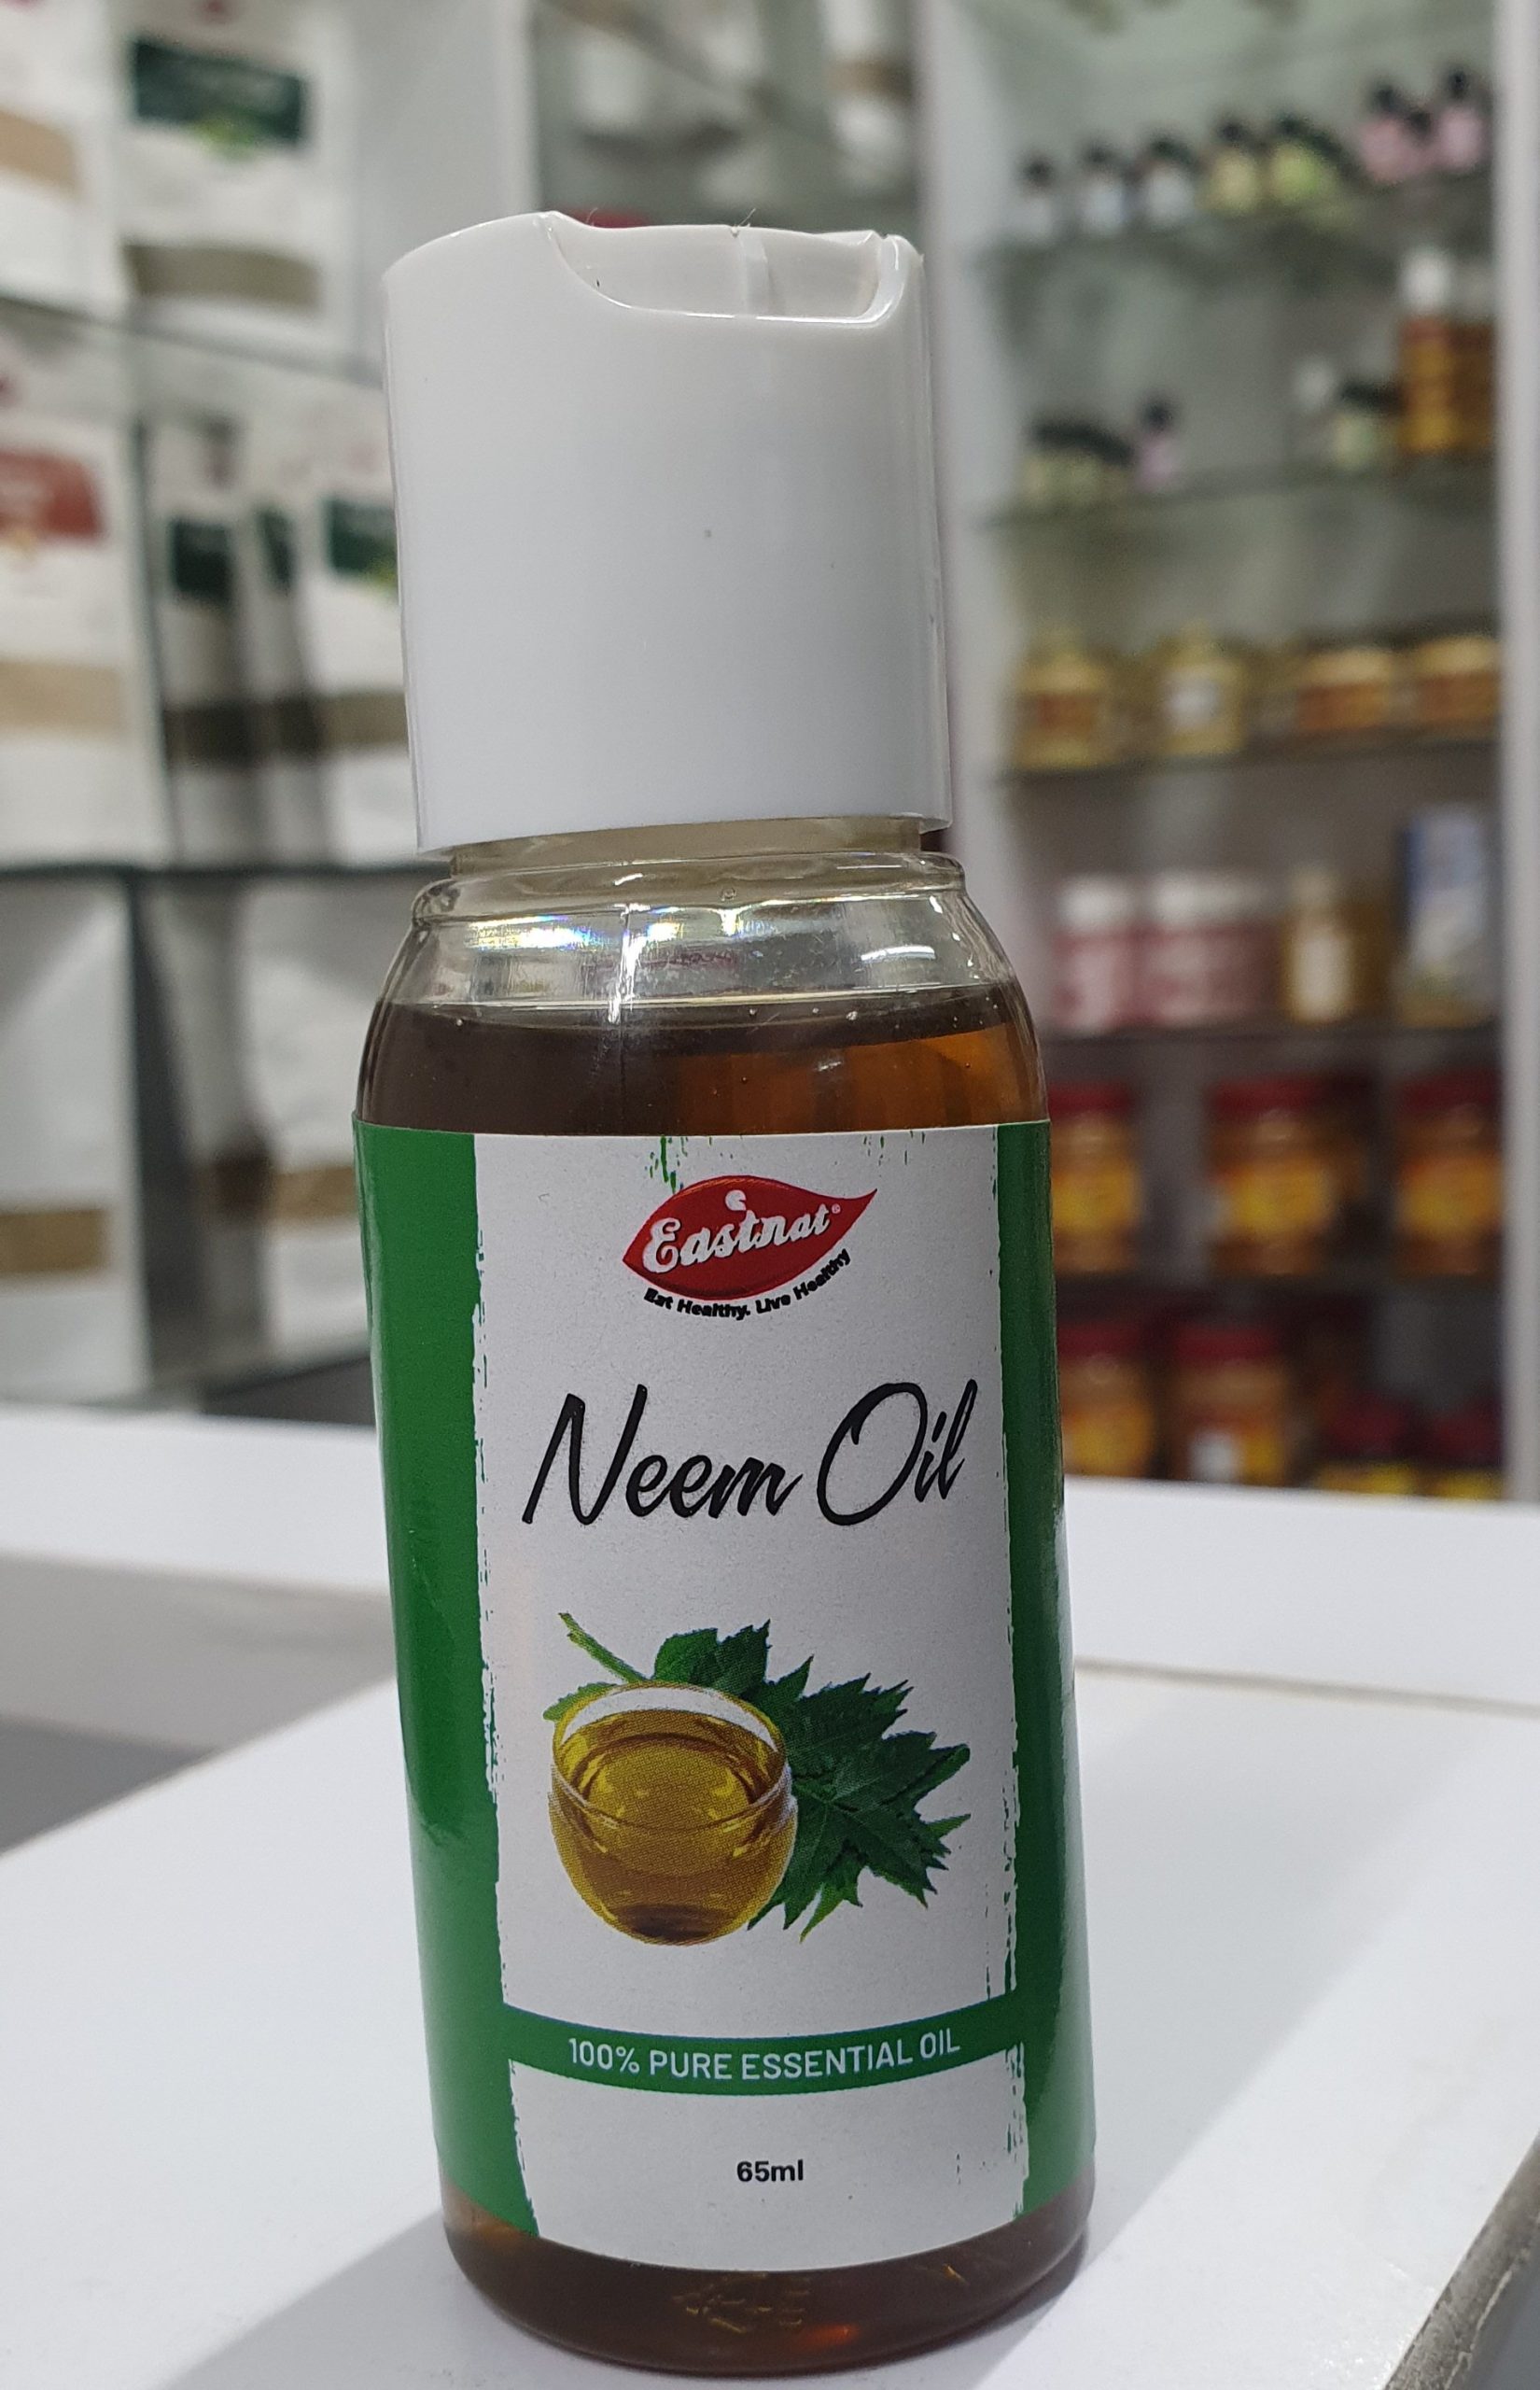 Eastnat®
Eat Healthy. Live Healthy
Neem Oil
100% PURE ESSENTIAL OIL
65ml